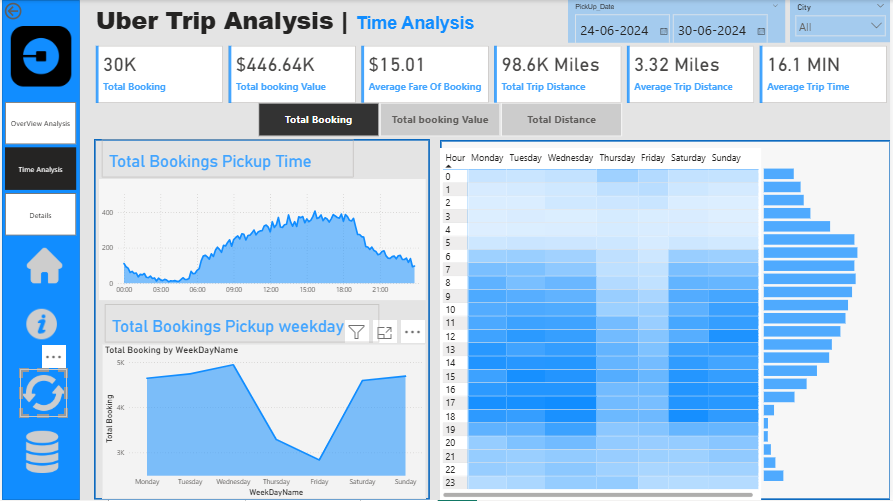 Uber Trip Analysis | Time Analysis
PickUp_Date
24-06-2024 30-06-2024
City
All
30K
Total Booking
$446.64K
Total booking Value
$15.01
Average Fare Of Booking
98.6K Miles
Total Trip Distance
3.32 Miles
Average Trip Distance
16.1 MIN
Average Trip Time
OverView Analysis
Time Analysis
Details
Total Booking
Total booking Value
Total Distance
Total Bookings Pickup Time
400
200
0
00:00 03:00 06:00 09:00 12:00 15:00 18:00 21:00
Total Bookings Pickup weekday
Total Booking by WeekDayName
Total Booking
5K
4K
3K
Monday Tuesday Wednesday Thursday Friday Saturday Sunday
WeekDayName
Hour Monday Tuesday Wednesday Thursday Friday Saturday Sunday
0
1
2
3
4
5
6
7
8
9
10
11
12
13
14
15
16
17
18
19
20
21
22
23